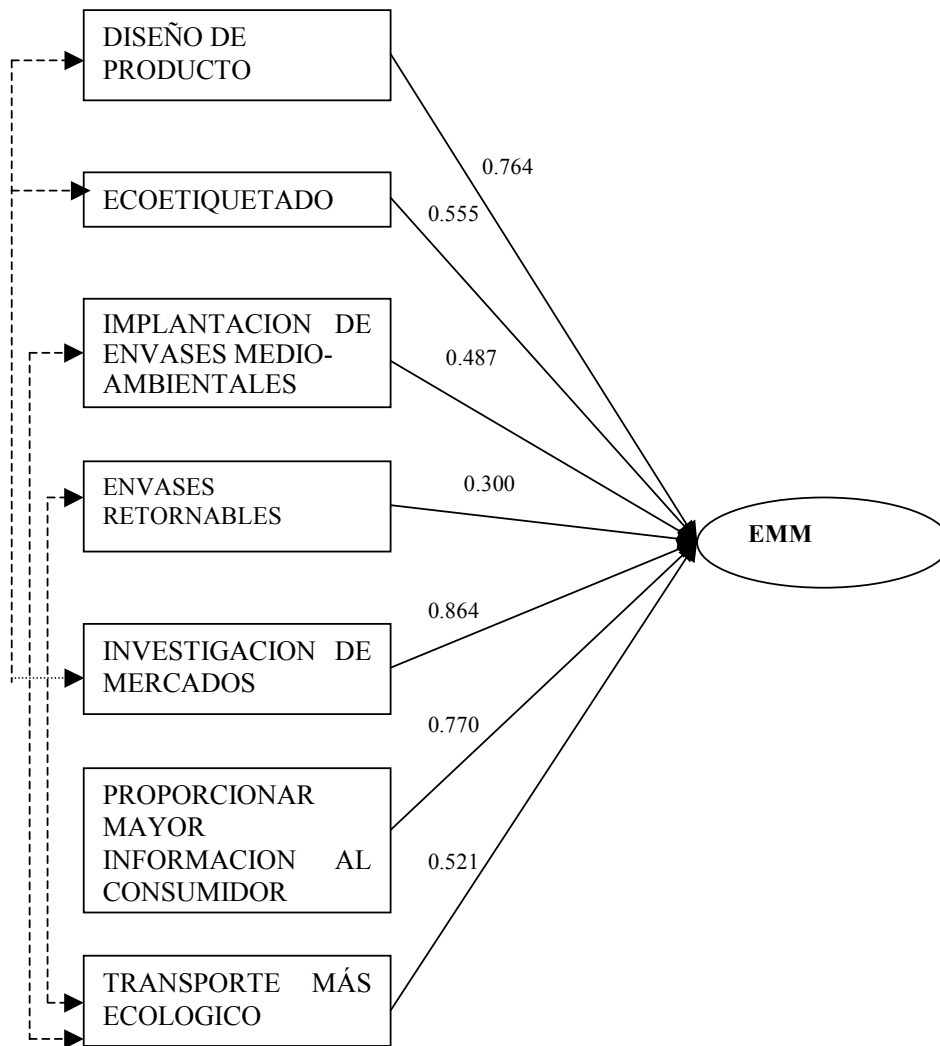 DISEÑO DE
PRODUCTO
0.764
ECOETIQUETADO
0.555
IMPLANTACION DE
ENVASES MEDIO-
AMBIENTALES
0.487
ENVASES
RETORNABLES
0.300
EMM
INVESTIGACION DE
MERCADOS
0.864
PROPORCIONAR
MAYOR
INFORMACION AL
CONSUMIDOR
0.770
TRANSPORTE MÁS
ECOLOGICO
0.521